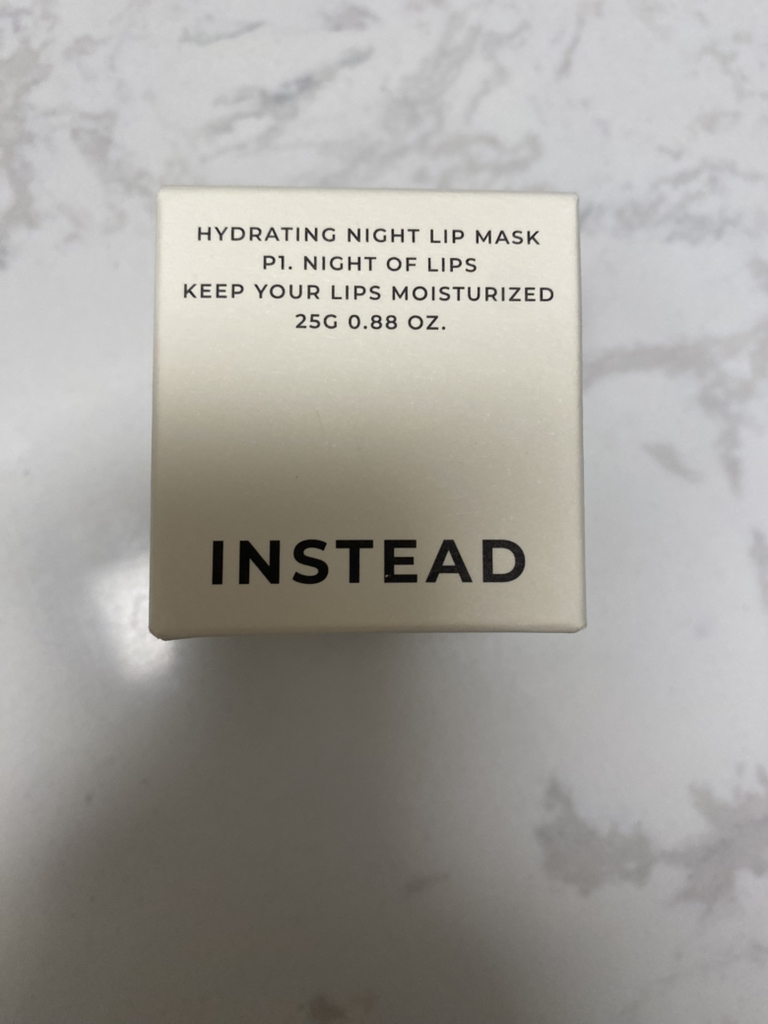 HYDRATING NIGHT LIP MASK
P1. NIGHT OF LIPS
KEEP YOUR LIPS MOISTURIZED
25G 0.88 OZ.
INSTEAD